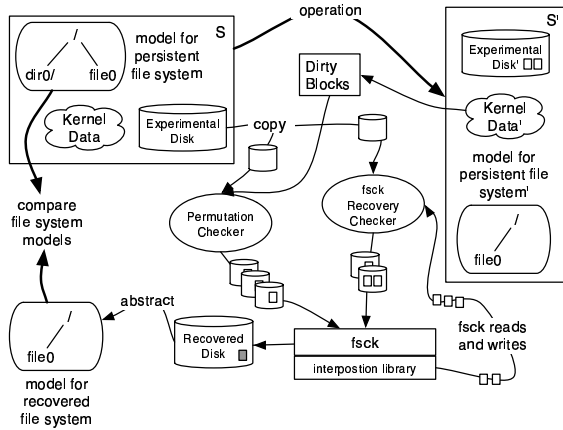 operation
S
S'
/
dir0/
file0
model for
persistent
file system
Kernel
Data
Experimental
Disk
copy
Dirty
Blocks
Experimental
Disk'
Kernel
Data'
model for
persistent file
system'
/
file0
compare
file system
models
Permutation
Checker
fsck
Recovery
Checker
abstract
/
file0
model for
recovered
file system
Recovered
Disk
fsck
interpostion library
fsck reads
and writes